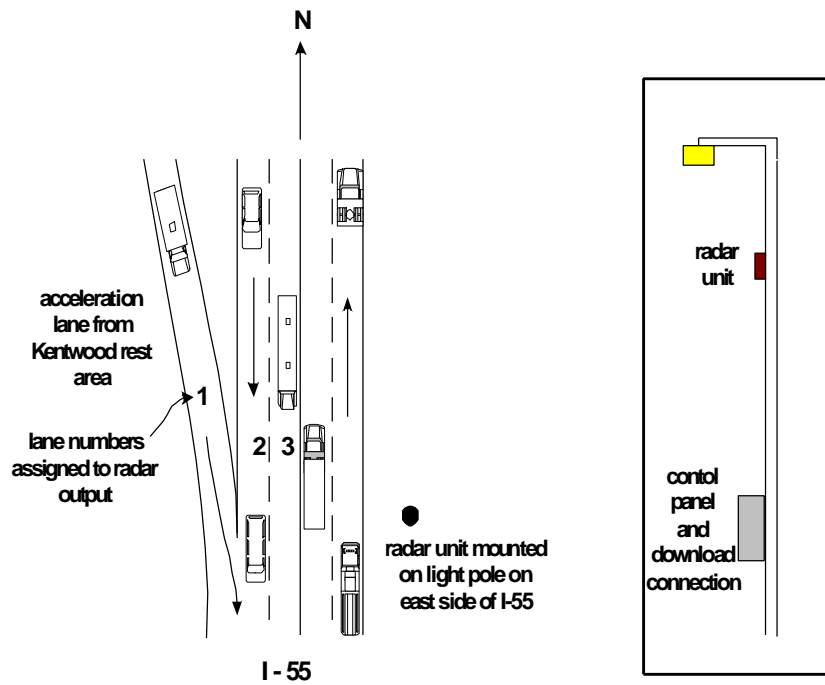 N
acceleration
lane from
Kentwood rest
area
1
lane numbers
assigned to radar
output
2 3
radar unit mounted
on light pole on
east side of I-55
I - 55
radar
unit
contol
panel
and
download
connection